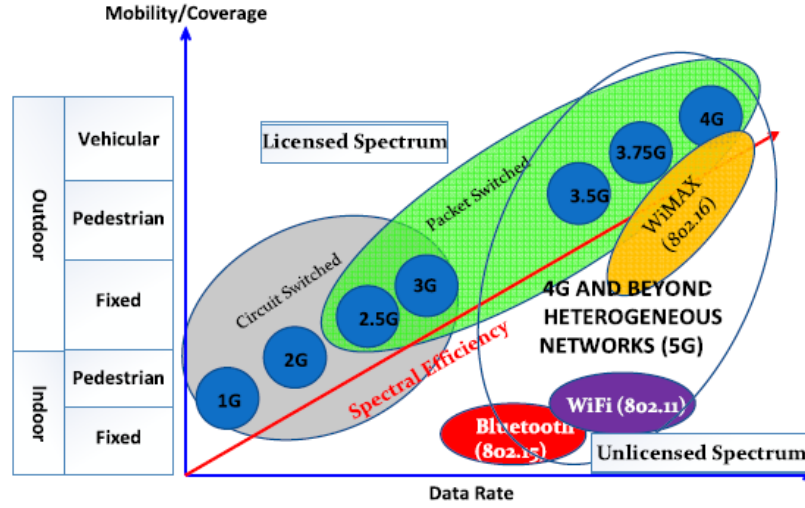 Mobility/Coverage
Outdoor
Vehicular
Pedestrian
Fixed
Indoor
Pedestrian
Fixed
Licensed Spectrum
Circuit Switched
Packet Switched
1G
2G
2.5G
3G
3.5G
3.75G
4G
WiMAX
(802.16)
Spectral Efficiency
4G AND BEYOND
HETEROGENEOUS
NETWORKS (5G)
WiFi (802.11)
Bluetooth
(802.15)
Unlicensed Spectrum
Data Rate